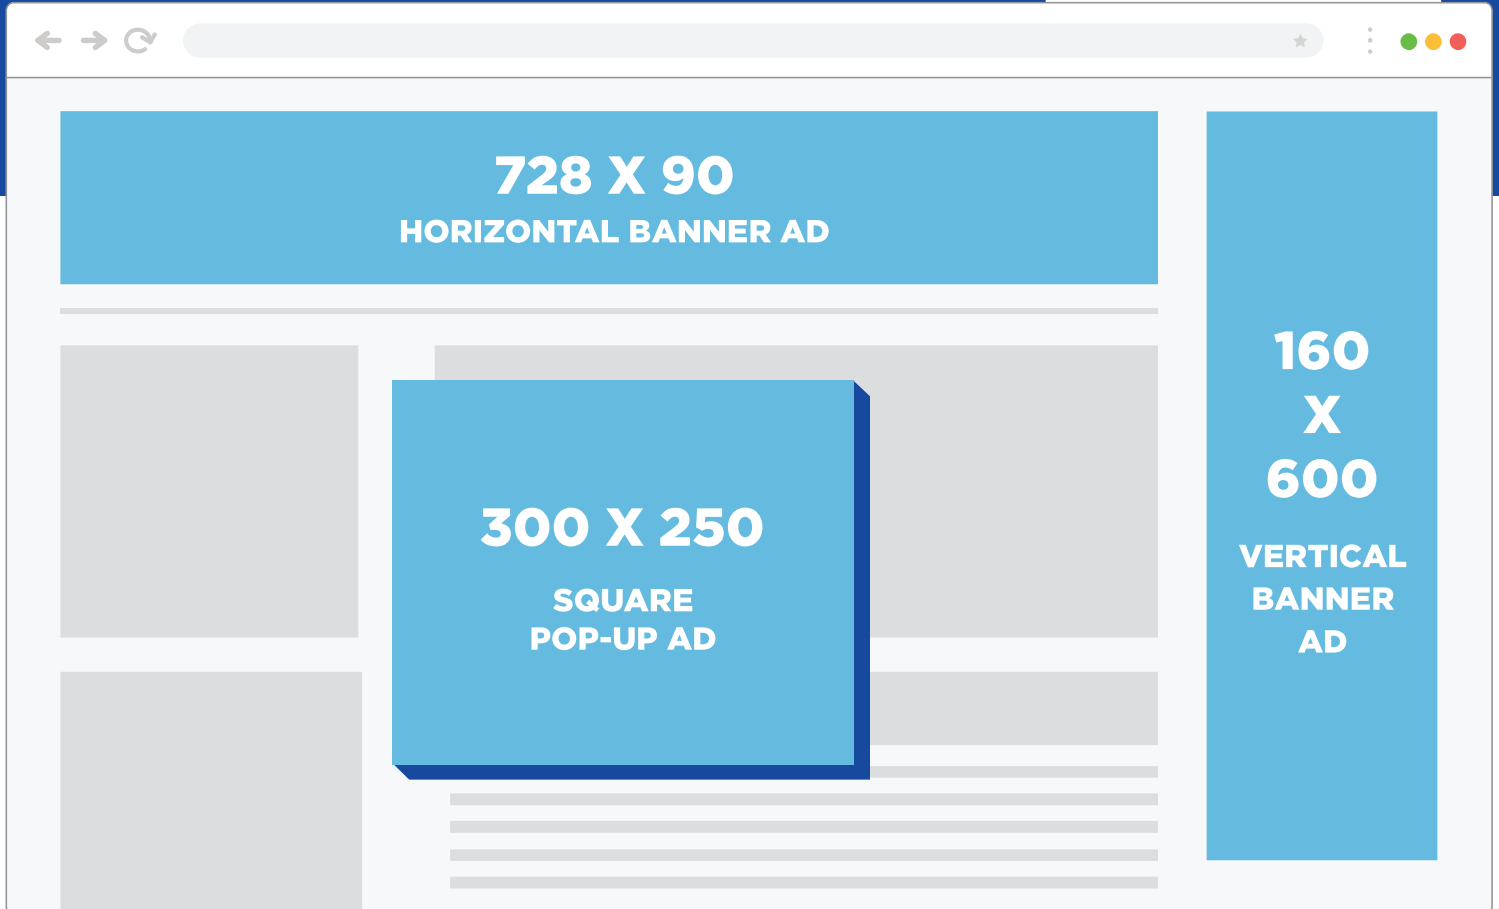 728 X 90
HORIZONTAL BANNER AD
300 X 250
SQUARE
POP-UP AD
160
X
600
VERTICAL
BANNER
AD